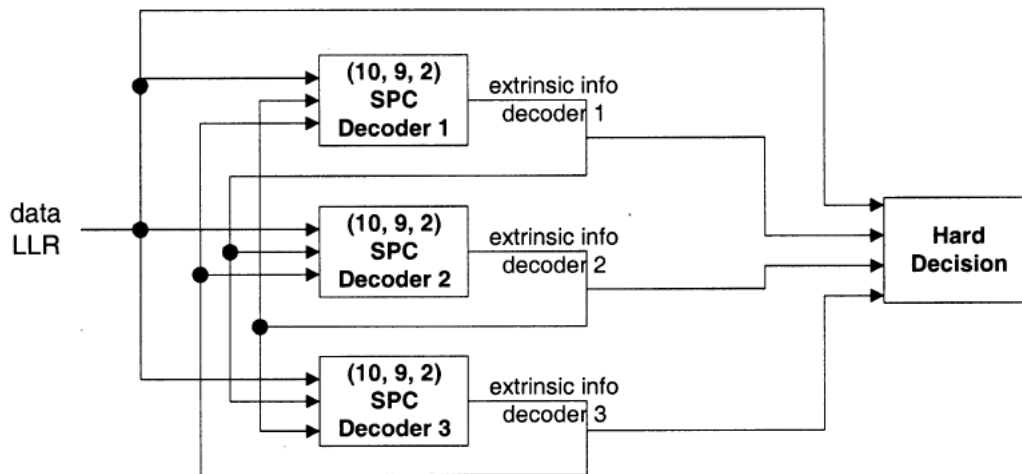 (10, 9, 2)
SPC
Decoder 1
extrinsic info
decoder 1
data
LLR
(10, 9, 2)
SPC
Decoder 2
extrinsic info
decoder 2
Hard
Decision
(10, 9, 2)
SPC
Decoder 3
extrinsic info
decoder 3